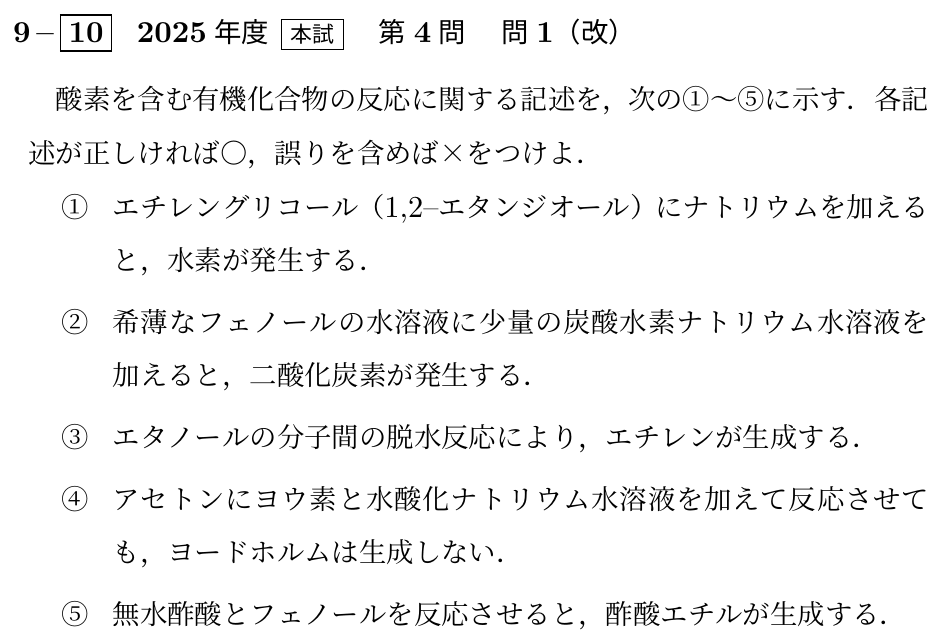 9−10 2025年度 本試 第4問 問1（改）
酸素を含む有機化合物の反応に関する記述を，次の①～⑤に示す．各記
述が正しければ○，誤りを含めば×をつけよ．
① エチレングリコール（1,2–エタンジオール）にナトリウムを加える
と，水素が発生する．
② 希薄なフェノールの水溶液に少量の炭酸水素ナトリウム水溶液を
加えると，二酸化炭素が発生する．
③ エタノールの分子間の脱水反応により，エチレンが生成する．
④ アセトンにヨウ素と水酸化ナトリウム水溶液を加えて反応させて
も，ヨードホルムは生成しない．
⑤ 無水酢酸とフェノールを反応させると，酢酸エチルが生成する．